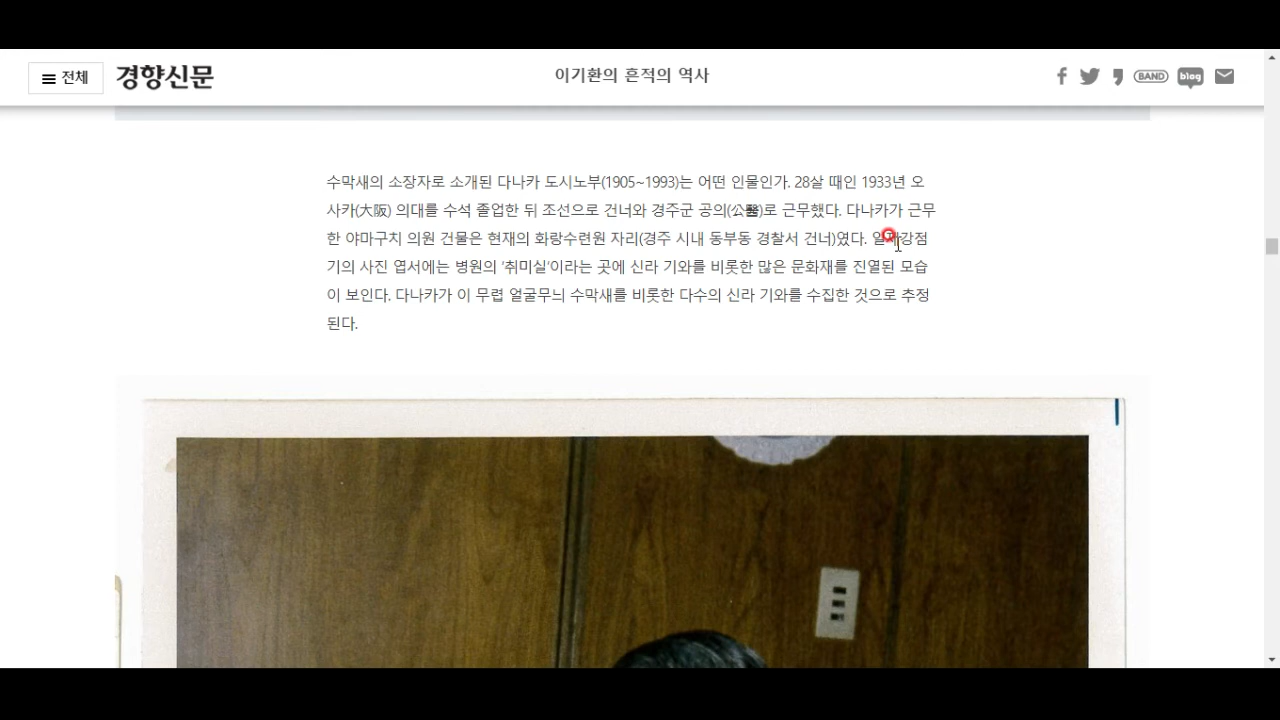 전체
경향신문
이기환의 흔적의 역사
BAND
blog
수막새의 소장자로 소개된 다나카 도시노부(1905~1993)는 어떤 인물인가. 28살 때인 1933년 오
사카(大阪) 의대를 수석 졸업한 뒤 조선으로 건너와 경주군 공의(公醫)로 근무했다. 다나카가 근무
한 야마구치 의원 건물은 현재의 화랑수련원 자리(경주 시내 동부동 경찰서 건너)였다. 일제강점
기의 사진 엽서에는 병원의 '취미실'이라는 곳에 신라 기와를 비롯한 많은 문화재를 진열된 모습
이 보인다. 다나카가 이 무렵 얼굴무늬 수막새를 비롯한 다수의 신라 기와를 수집한 것으로 추정
된다.